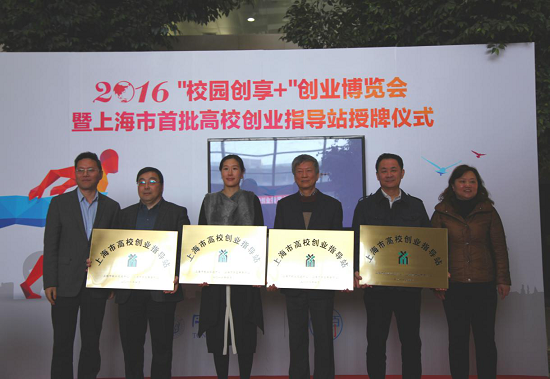 2016 "校园创享+"创业博览会
暨上海市首批高校创业指导站授牌仪式
上海市高校创业指导站
上海市高校创业指导站
上海市高校创业指导站
上海市高校创业指导站